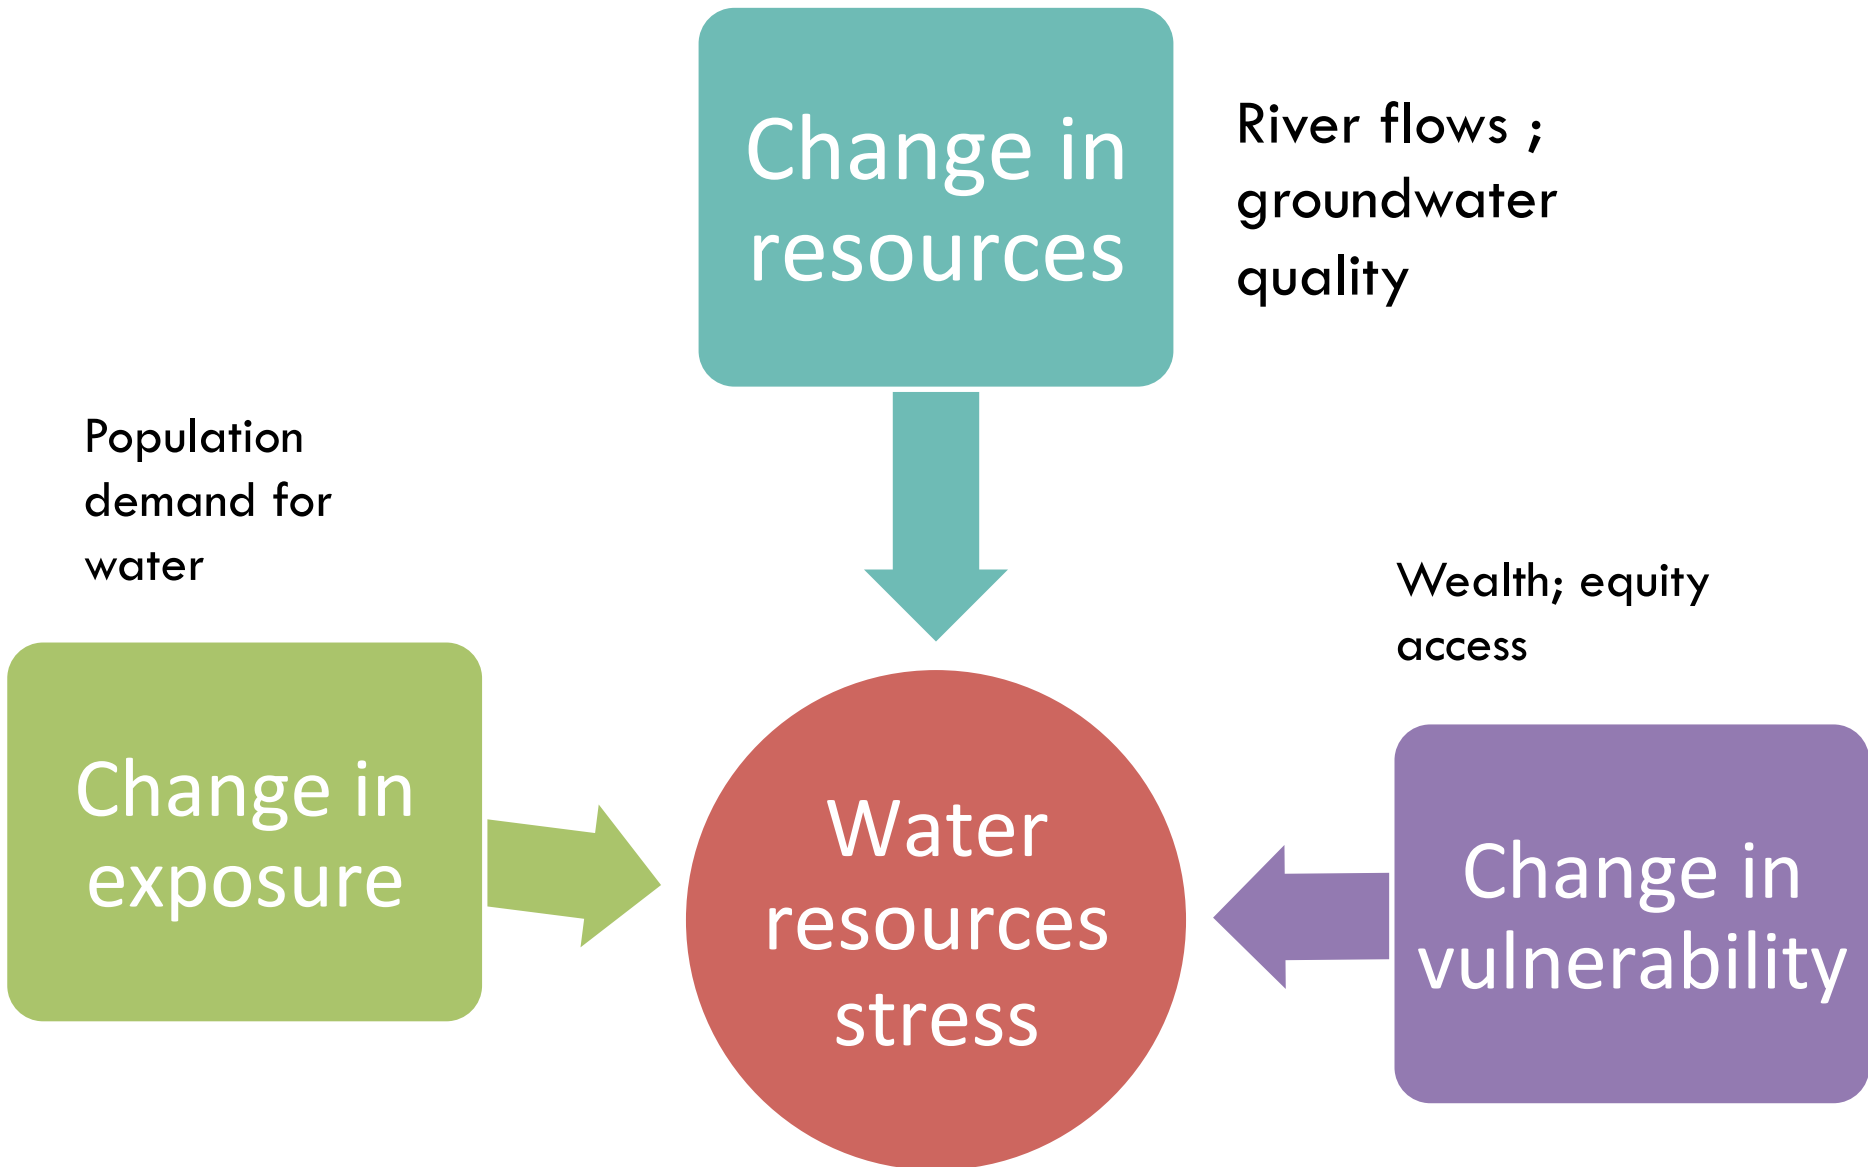 Change in
resources
River flows ;
groundwater
quality
Population
demand for
water
Change in
exposure
Water
resources
stress
Wealth; equity
access
Change in
vulnerability